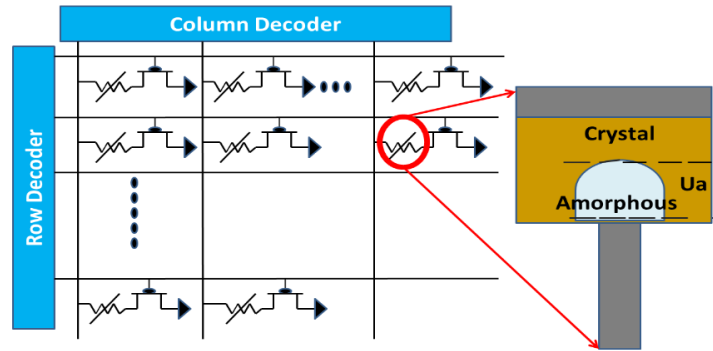 Column Decoder
Row Decoder
Crystal
Ua
Amorphous